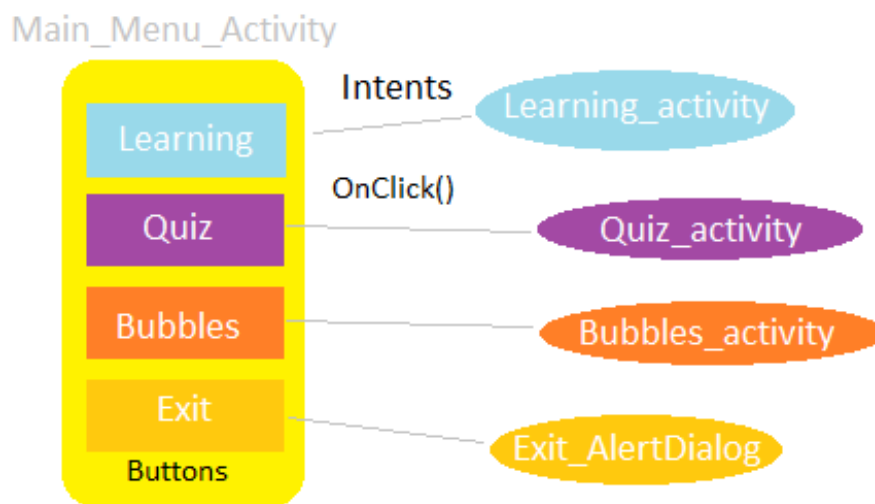 Main_Menu_Activity
Intents
Learning
Learning_activity
OnClick()
Quiz
Quiz_activity
Bubbles
Bubbles_activity
Exit
Exit_AlertDialog
Buttons